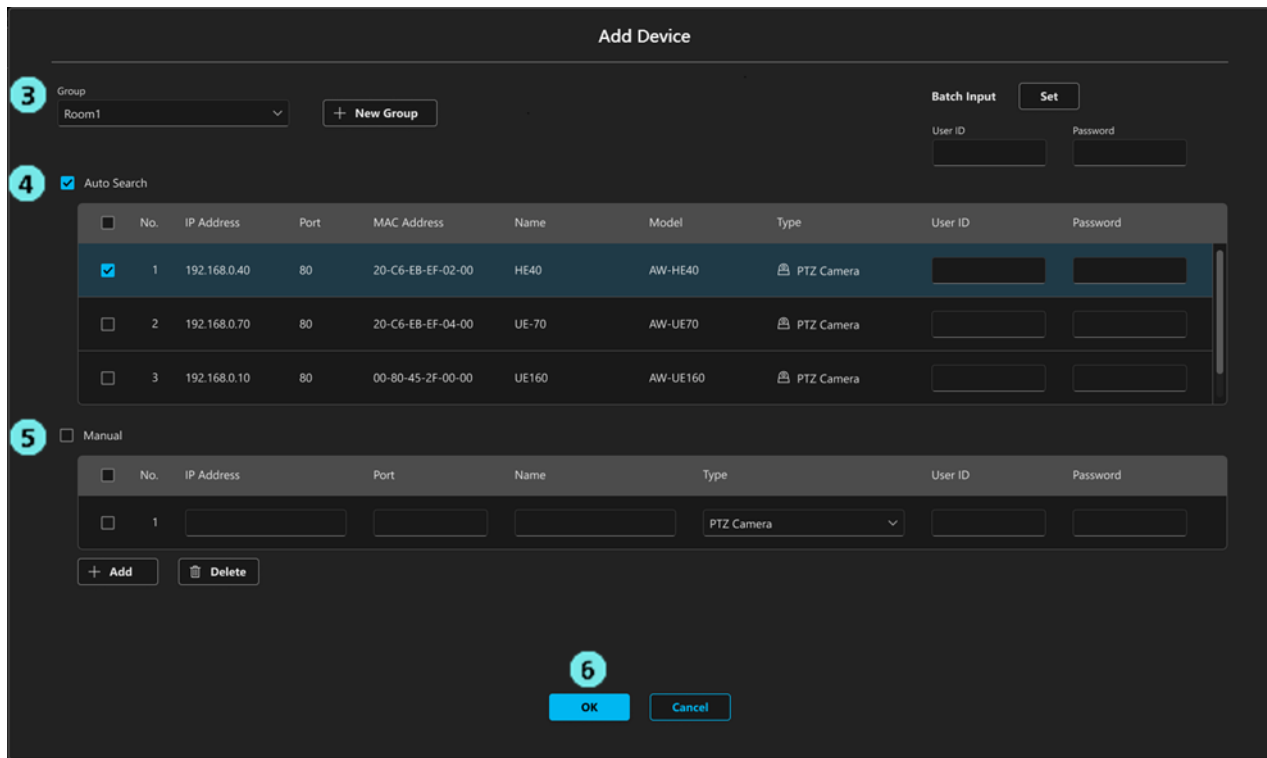 Add Device
3
Group
Room1
+ New Group
Batch Input Set
User ID Password
4 Auto Search
No. IP Address Port MAC Address Name Model Type User ID Password
1 192.168.0.40 80 20-C6-EB-EF-02-00 HE40 AW-HE40 PTZ Camera
2 192.168.0.70 80 20-C6-EB-EF-04-00 UE-70 AW-UE70 PTZ Camera
3 192.168.0.10 80 00-80-45-2F-00-00 UE160 AW-UE160 PTZ Camera
5 Manual
No. IP Address Port Name Type User ID Password
1 PTZ Camera
+ Add Delete
6
OK Cancel